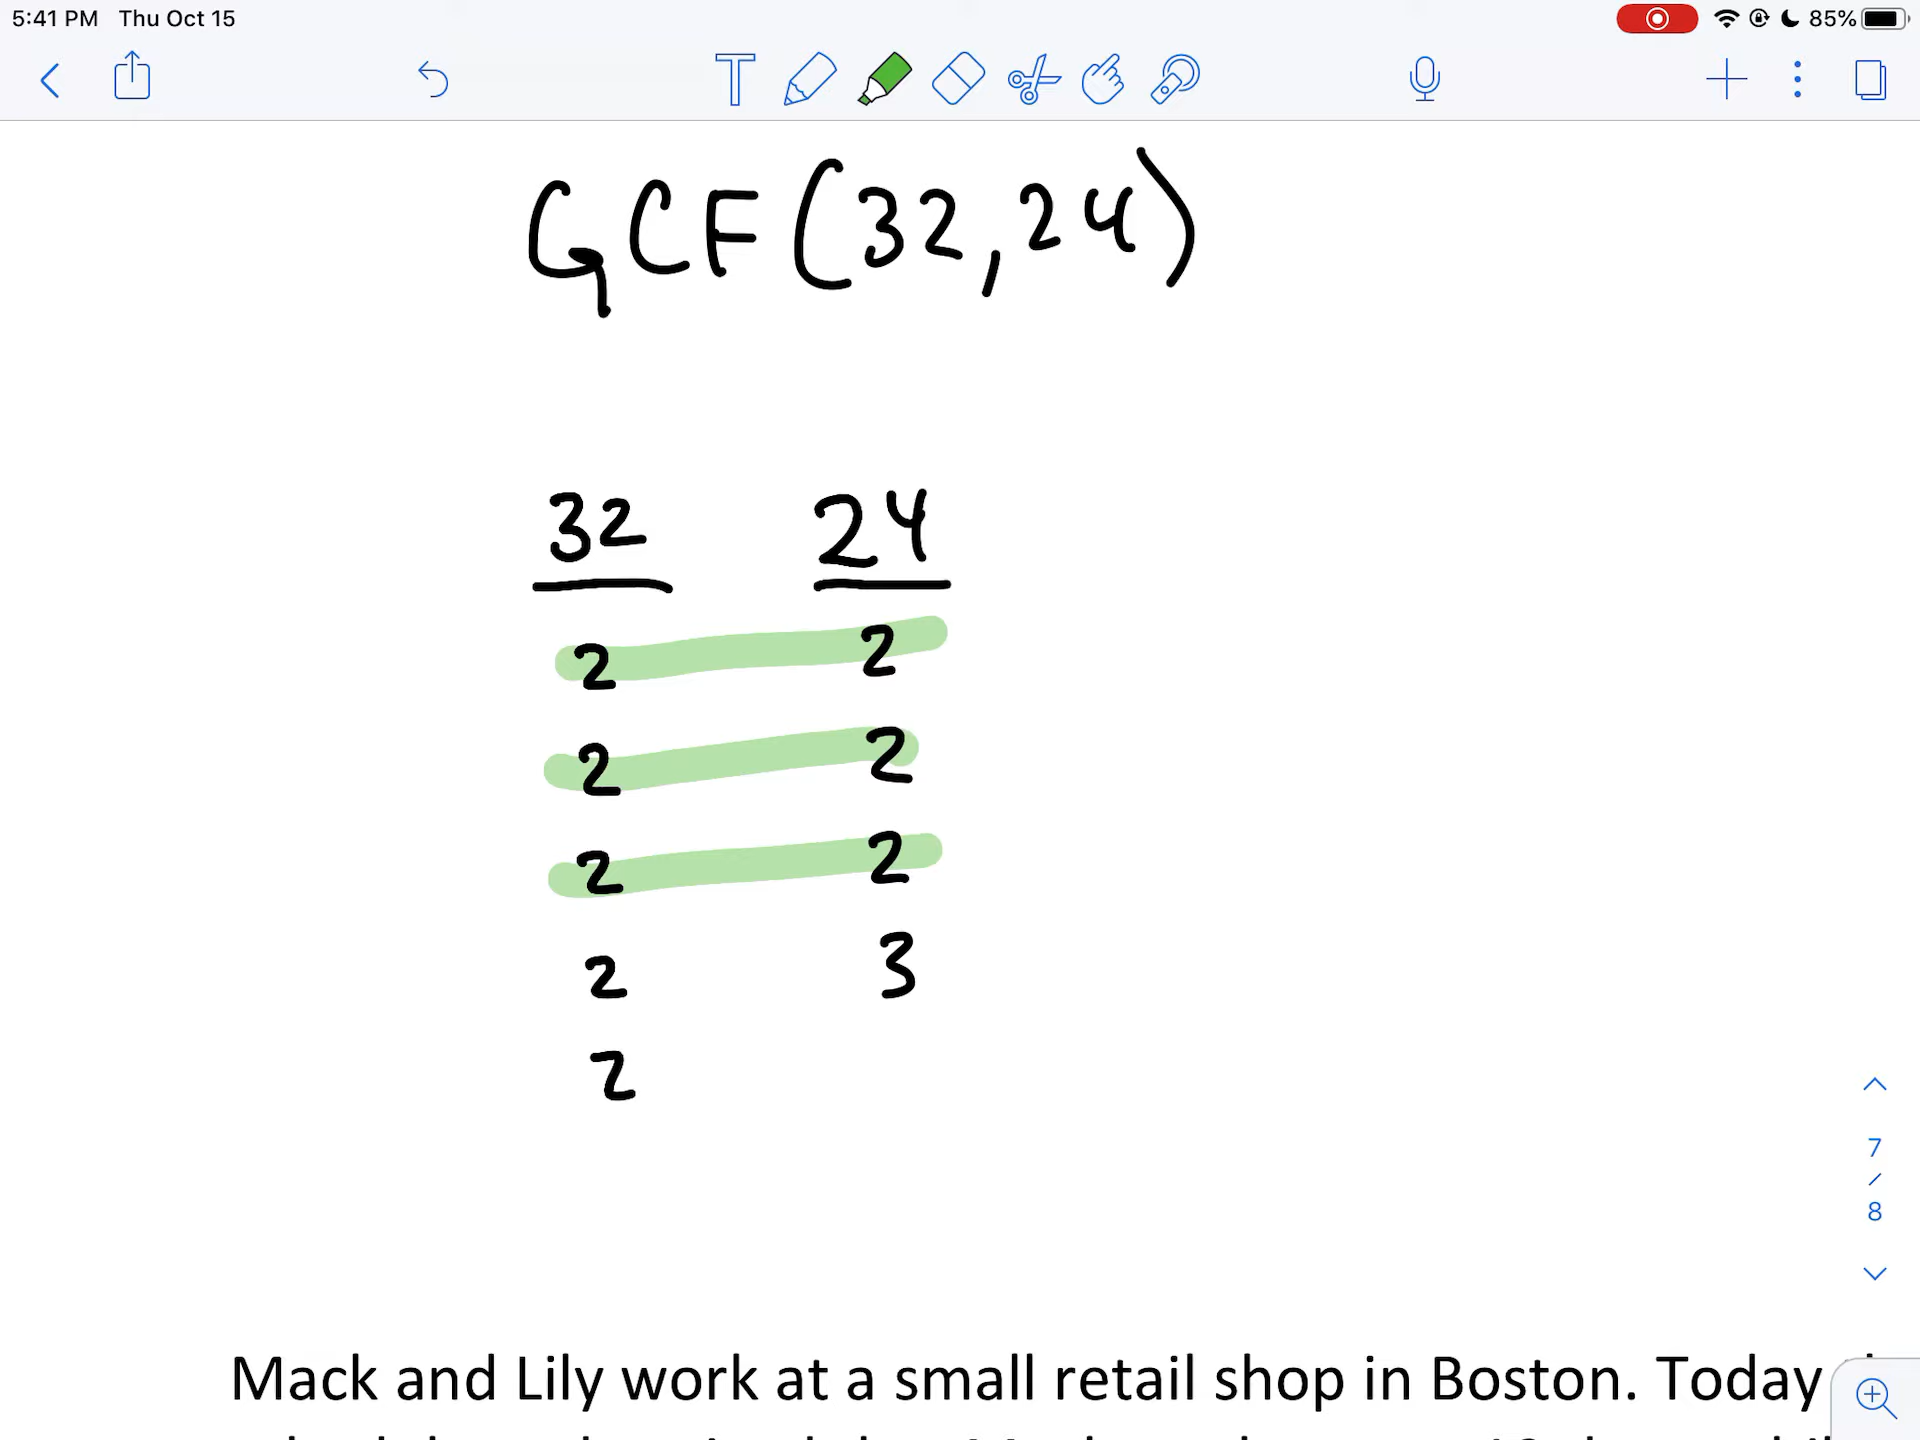 5:41 PM Thu Oct 15
85%
T
GCF(32,24)
32 24
2 2
2 2
2 2
2 3
2
7
/
8
Mack and Lily work at a small retail shop in Boston. Today